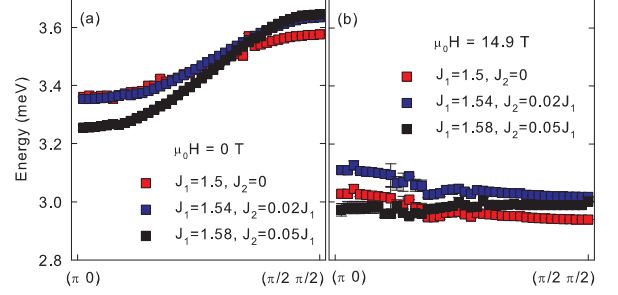 (a)
(b)
3.6
3.4
3.2
3.0
2.8
Energy (meV)
μ₀H = 0 T
J₁=1.5, J₂=0
J₁=1.54, J₂=0.02J₁
J₁=1.58, J₂=0.05J₁
μ₀H = 14.9 T
J₁=1.5, J₂=0
J₁=1.54, J₂=0.02J₁
J₁=1.58, J₂=0.05J₁
(π 0)
(π/2 π/2)
(π 0)
(π/2 π/2)